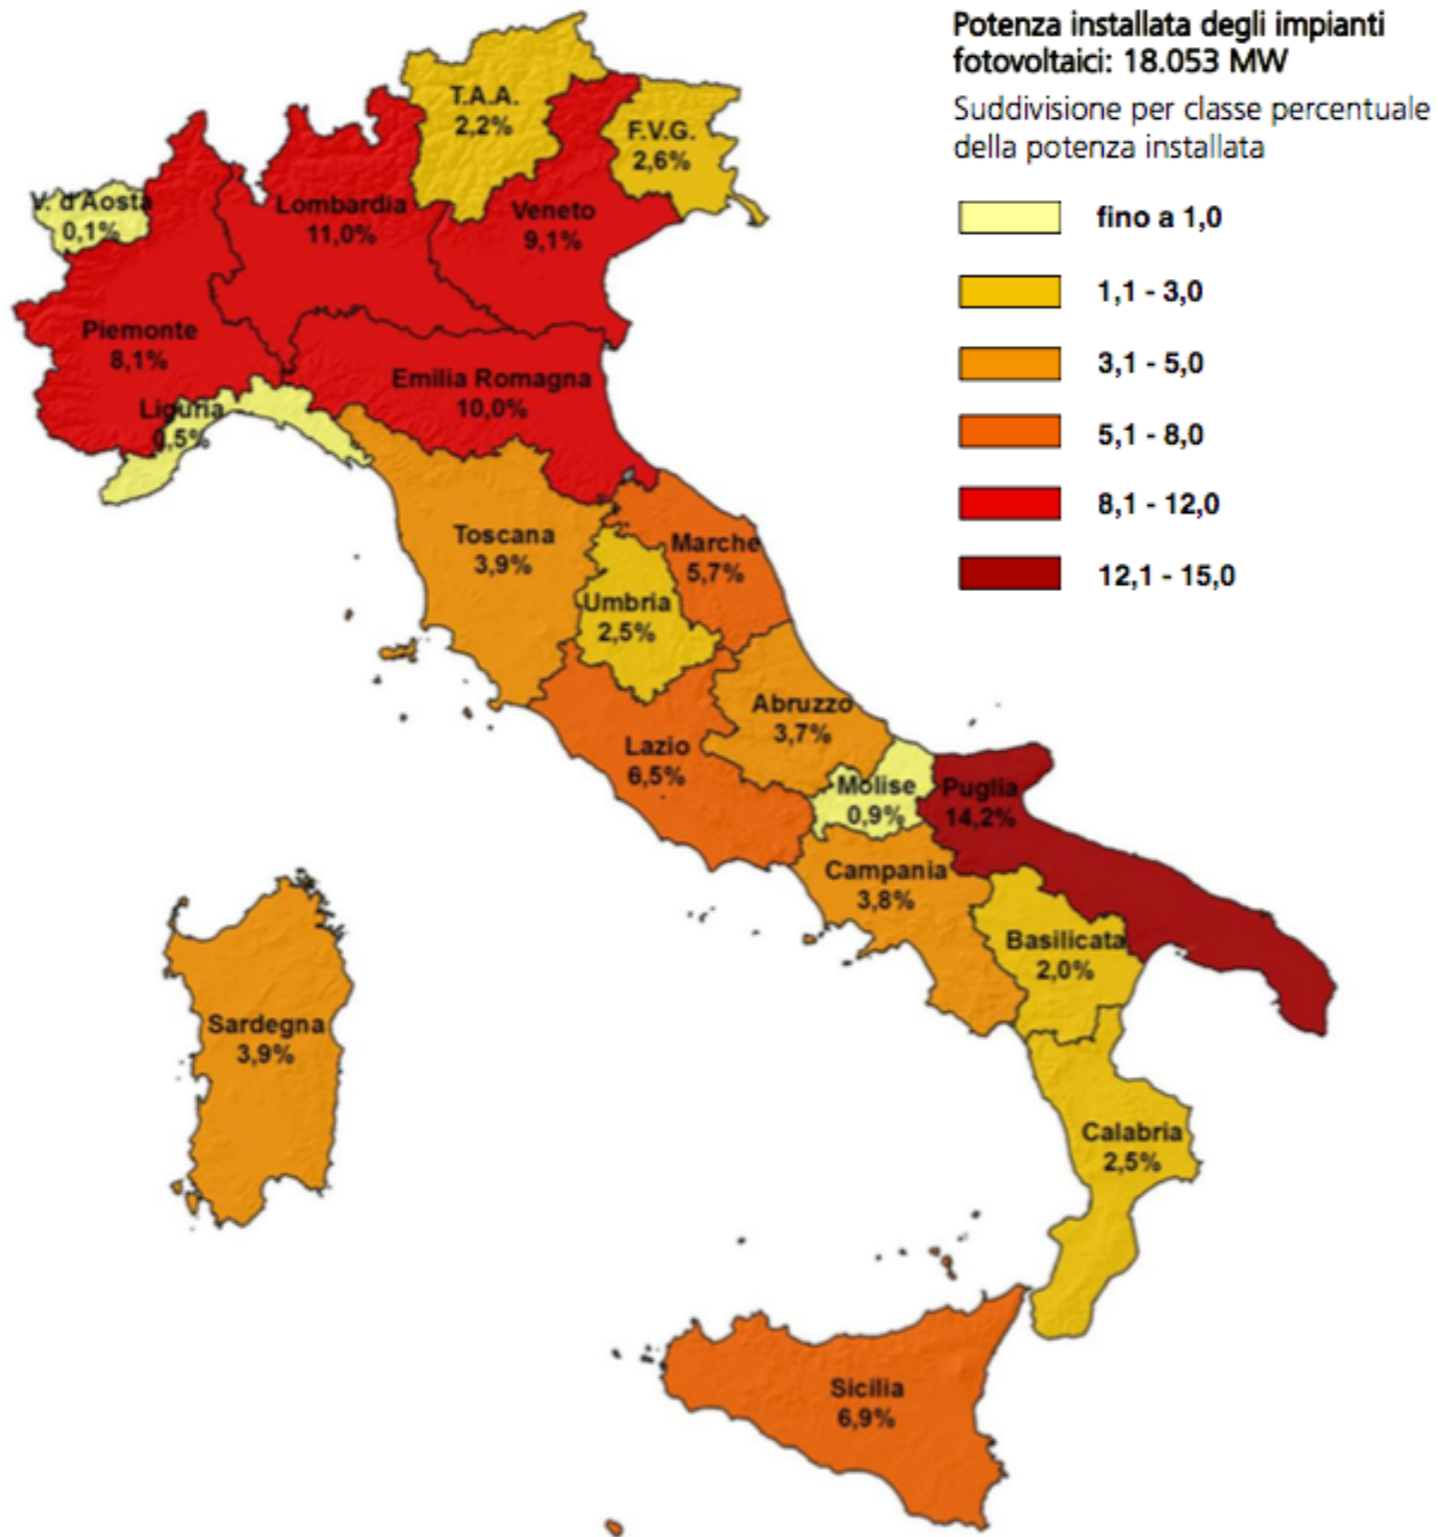 Potenza installata degli impianti
fotovoltaici: 18.053 MW
Suddivisione per classe percentuale
della potenza installata
fino a 1,0
1,1 - 3,0
3,1 - 5,0
5,1 - 8,0
8,1 - 12,0
12,1 - 15,0
T.A.A.
2,2%
F.V.G.
2,6%
V. d'Aosta
0,1%
Lombardia
11,0%
Veneto
9,1%
Piemonte
8,1%
Emilia Romagna
10,0%
Liguria
0,5%
Toscana
3,9%
Marche
5,7%
Umbria
2,5%
Abruzzo
3,7%
Lazio
6,5%
Molise
0,9%
Puglia
14,2%
Campania
3,8%
Basilicata
2,0%
Sardegna
3,9%
Calabria
2,5%
Sicilia
6,9%